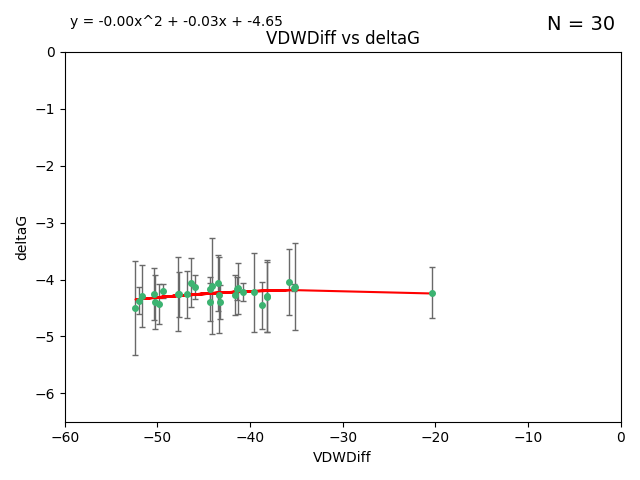 y = -0.00x^2 + -0.03x + -4.65
N = 30
VDWDiff vs deltaG
0
−1
−2
−3
−4
−5
−6
deltaG
−60
−50
−40
−30
−20
−10
0
VDWDiff